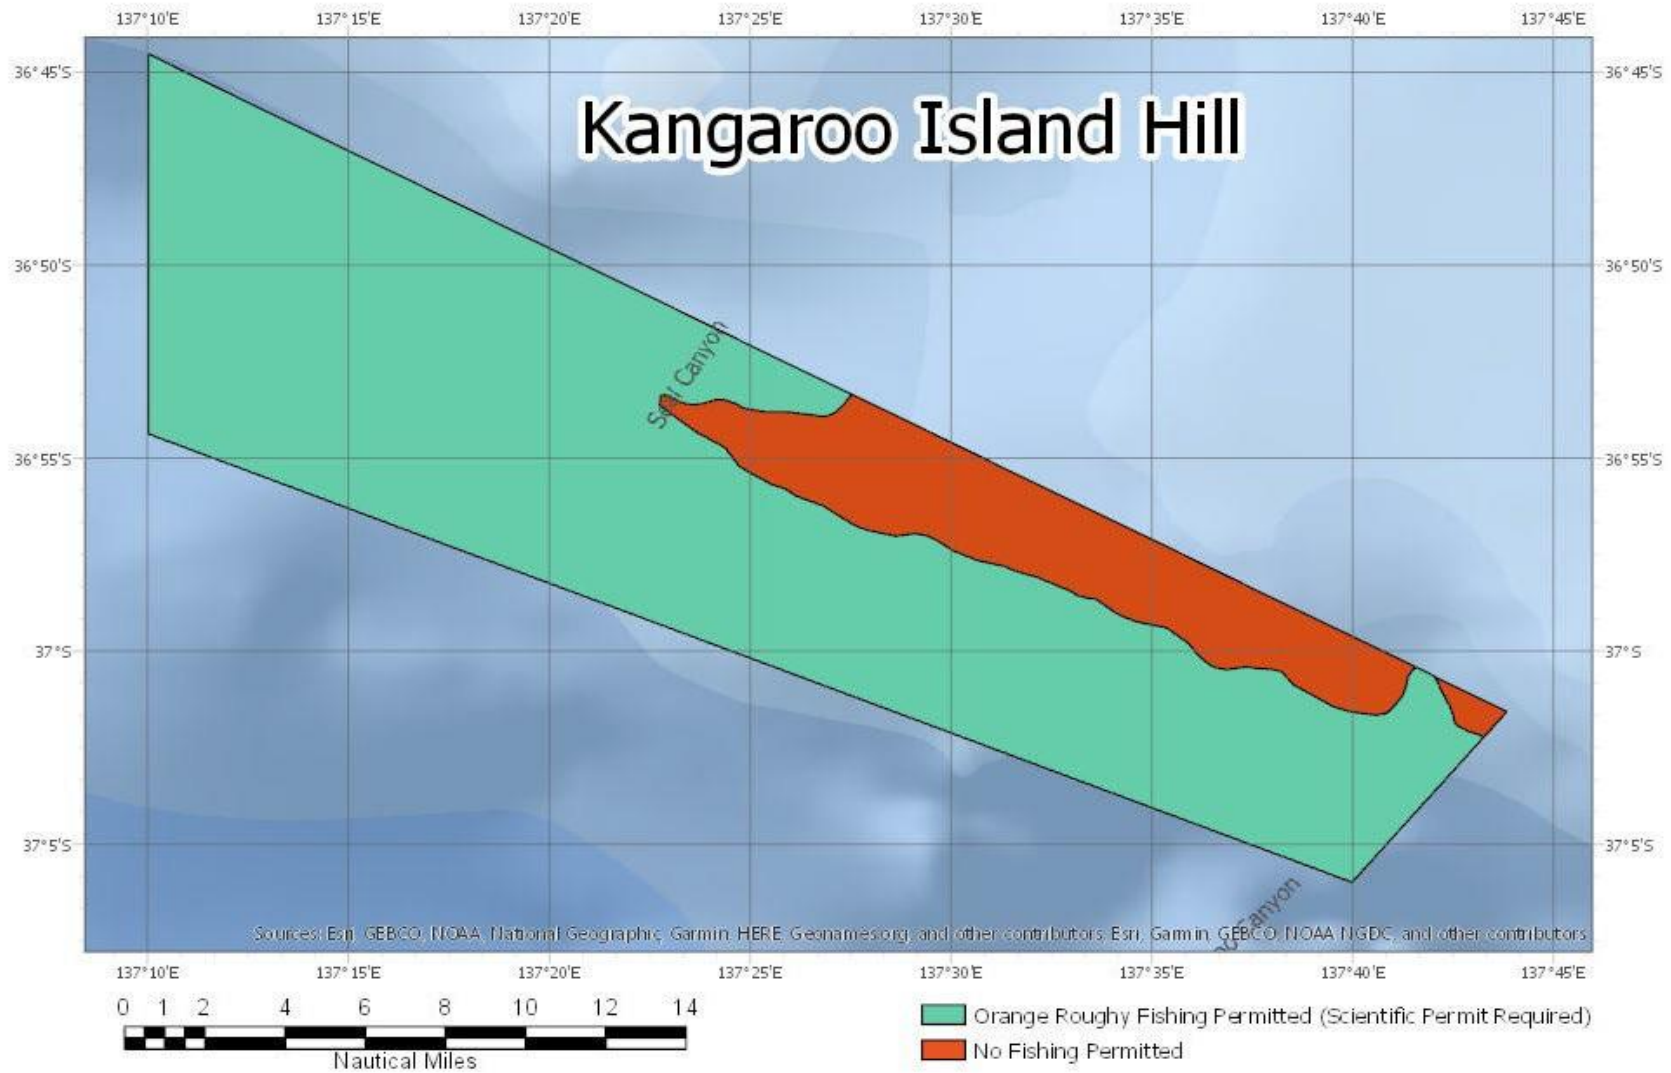 137°10'E 137°15'E 137°20'E 137°25'E 137°30'E 137°35'E 137°40'E 137°45'E
36°45'S 36°45'S
Kangaroo Island Hill
36°50'S 36°50'S
Seal Canyon
36°55'S 36°55'S
37°S 37°S
37°5'S 37°5'S
Canyon
Sources: Esri, GEBCO, NOAA, National Geographic, Garmin, HERE, Geonames.org, and other contributors, Esri, Garmin, GEBCO, NOAA NGDC, and other contributors
137°10'E 137°15'E 137°20'E 137°25'E 137°30'E 137°35'E 137°40'E 137°45'E
0 1 2 4 6 8 10 12 14
Nautical Miles
Orange Roughy Fishing Permitted (Scientific Permit Required)
No Fishing Permitted